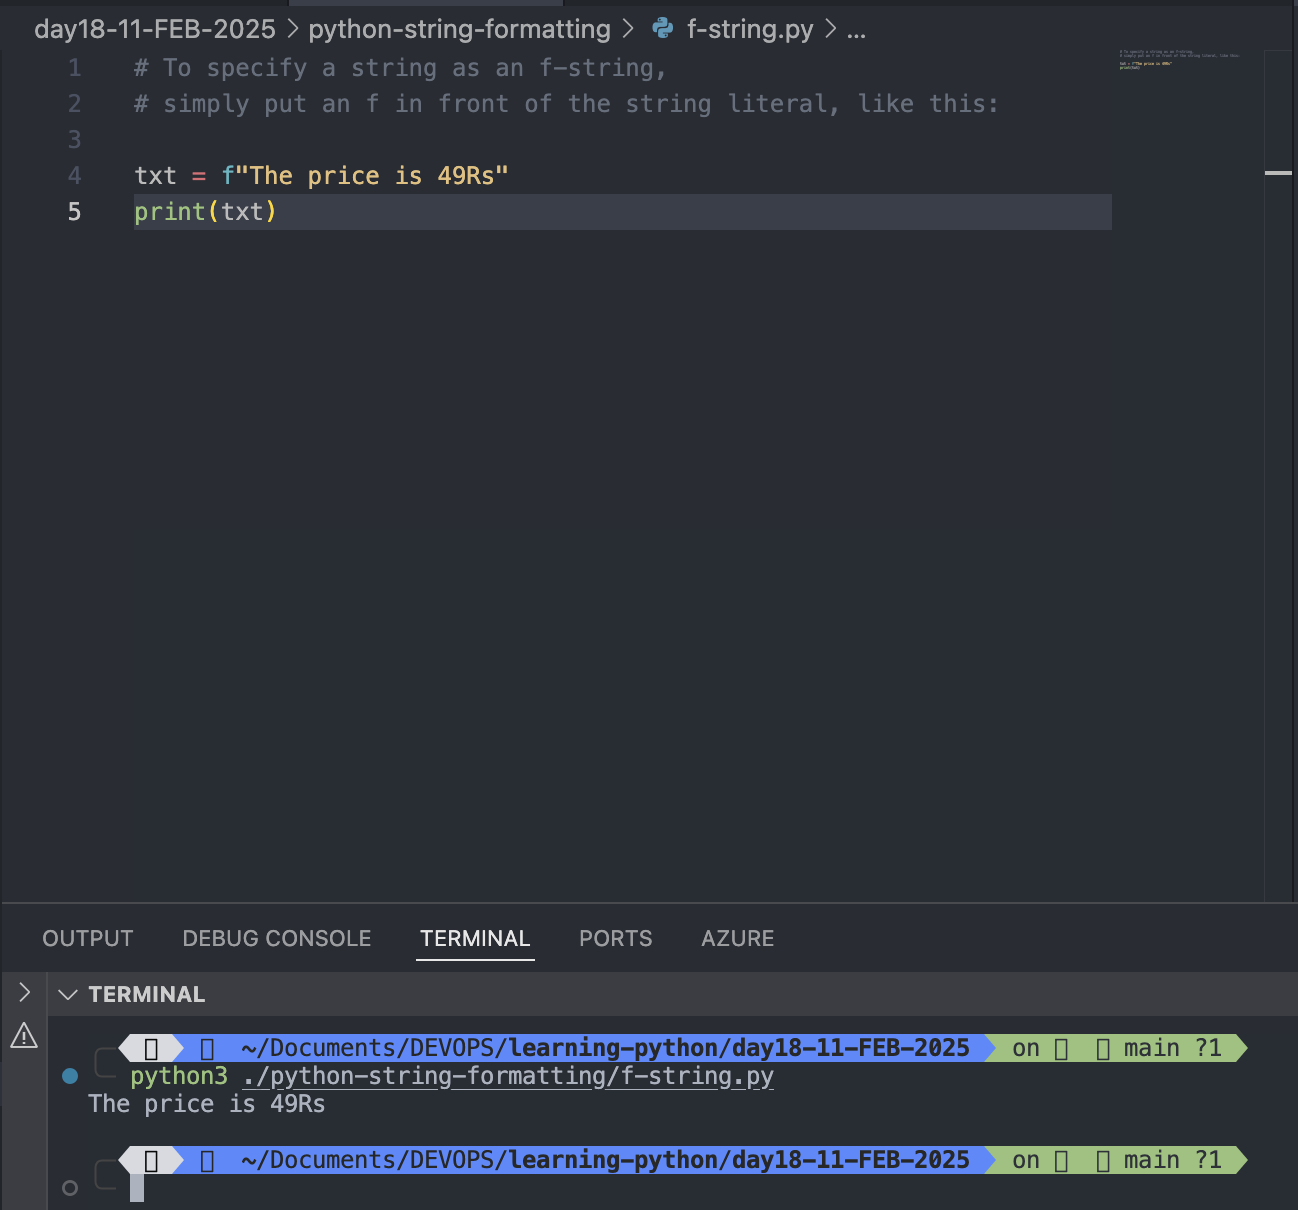 day18-11-FEB-2025 > python-string-formatting > f-string.py > ...
1 # To specify a string as an f-string,
2 # simply put an f in front of the string literal, like this:
3
4 txt = f"The price is 49Rs"
5 print(txt)
OUTPUT DEBUG CONSOLE TERMINAL PORTS AZURE
TERMINAL
~/Documents/DEVOPS/learning-python/day18-11-FEB-2025 on main ?1
python3 ./python-string-formatting/f-string.py
The price is 49Rs
~/Documents/DEVOPS/learning-python/day18-11-FEB-2025 on main ?1